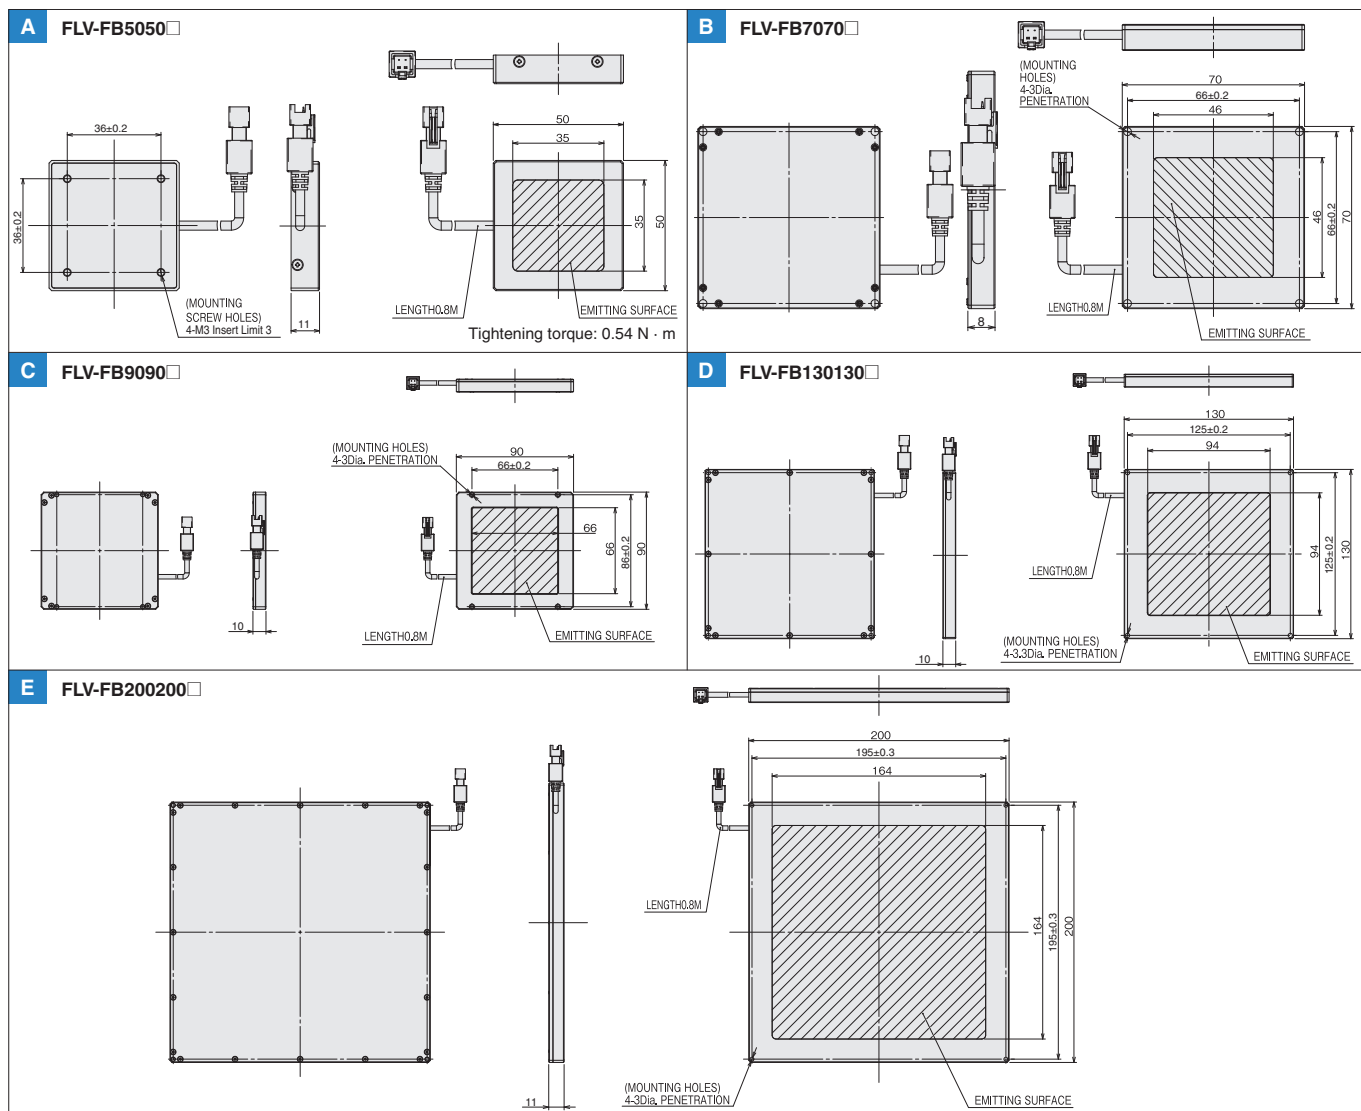 A FLV-FB5050□
36±0.2
36±0.2
(MOUNTING
SCREW HOLES)
4-M3 Insert Limit 3
11
50
35
35
50
LENGTH0.8M
EMITTING SURFACE
Tightening torque: 0.54 N · m
B FLV-FB7070□
(MOUNTING
HOLES)
4-3Dia.
PENETRATION
70
66±0.2
46
46
66±0.2
70
8
LENGTH0.8M
EMITTING SURFACE
C FLV-FB9090□
(MOUNTING HOLES)
4-3Dia. PENETRATION
90
66±0.2
66
66
86±0.2
90
10
LENGTH0.8M
EMITTING SURFACE
D FLV-FB130130□
130
125±0.2
94
94
125±0.2
130
LENGTH0.8M
(MOUNTING HOLES)
4-3.3Dia. PENETRATION
10
EMITTING SURFACE
E FLV-FB200200□
200
195±0.3
164
164
195±0.3
200
LENGTH0.8M
11
(MOUNTING HOLES)
4-3Dia. PENETRATION
EMITTING SURFACE